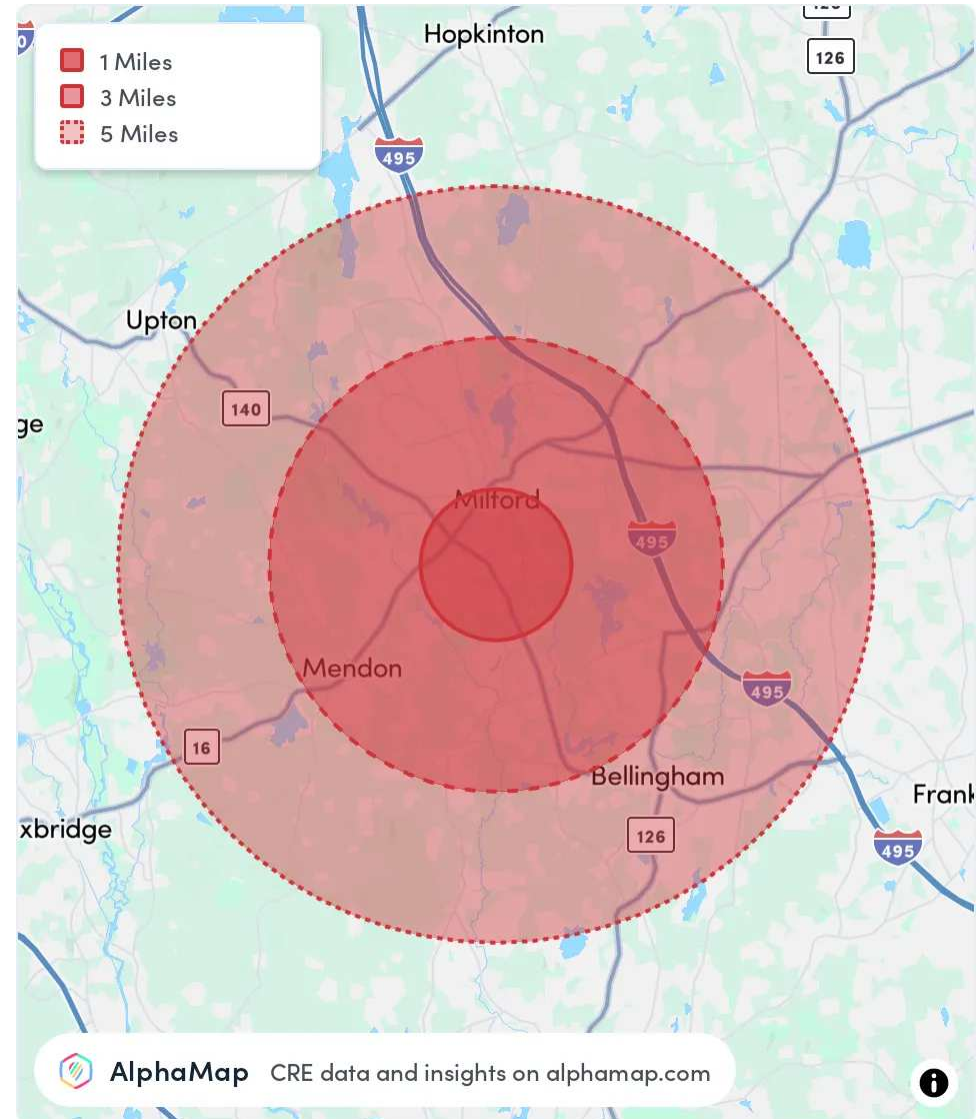 Hopkinton
126
1 Miles
3 Miles
5 Miles
495
Upton
140
ge
Milford
495
Mendon
495
16
Bellingham
Frank
xbridge
126
495
AlphaMap CRE data and insights on alphamap.com